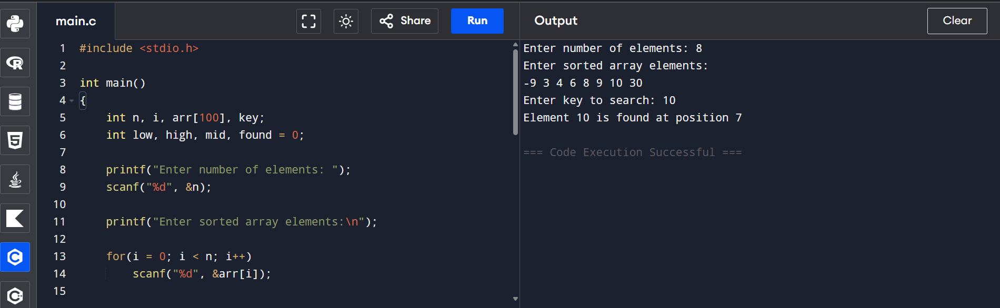 main.c
Share
Run
Output
Clear
1 #include <stdio.h>
2
3 int main()
4 {
5 int n, i, arr[100], key;
6 int low, high, mid, found = 0;
7
8 printf("Enter number of elements: ");
9 scanf("%d", &n);
10
11 printf("Enter sorted array elements:\n");
12
13 for(i = 0; i < n; i++)
14 scanf("%d", &arr[i]);
15
Enter number of elements: 8
Enter sorted array elements:
-9 3 4 6 8 9 10 30
Enter key to search: 10
Element 10 is found at position 7
=== Code Execution Successful ===